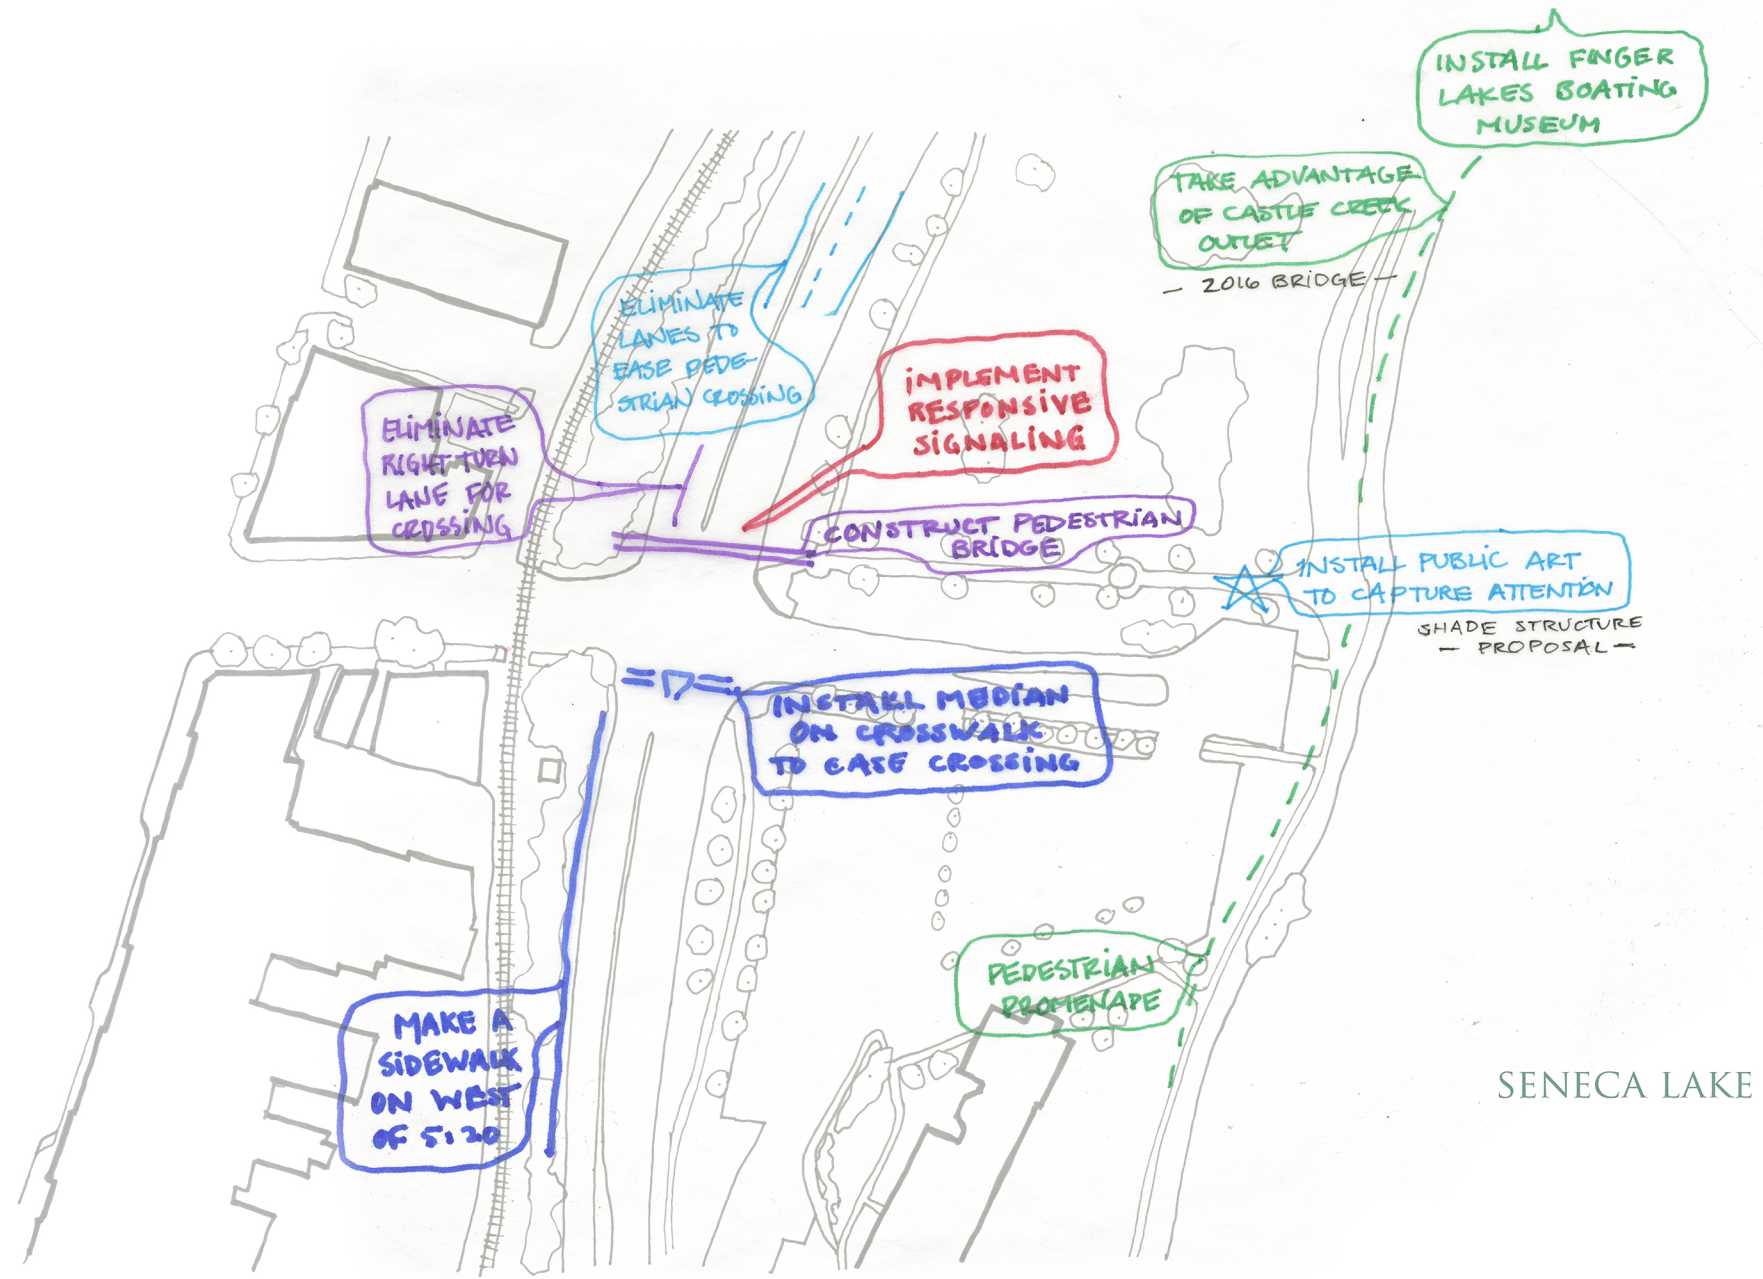 INSTALL FINGER
LAKES BOATING
MUSEUM
TAKE ADVANTAGE
OF CASTLE CREEK
OUTLET
- 2016 BRIDGE -
ELIMINATE
LANES TO
EASE PEDE-
STRIAN CROSSING
IMPLEMENT
RESPONSIVE
SIGNALING
ELIMINATE
RIGHT TURN
LANE FOR
CROSSING
CONSTRUCT PEDESTRIAN
BRIDGE
INSTALL PUBLIC ART
TO CAPTURE ATTENTION
SHADE STRUCTURE
- PROPOSAL -
INSTALL MEDIAN
ON CROSSWALK
TO EASE CROSSING
PEDESTRIAN
PROMENADE
MAKE A
SIDEWALK
ON WEST
OF 5:20
SENECA LAKE